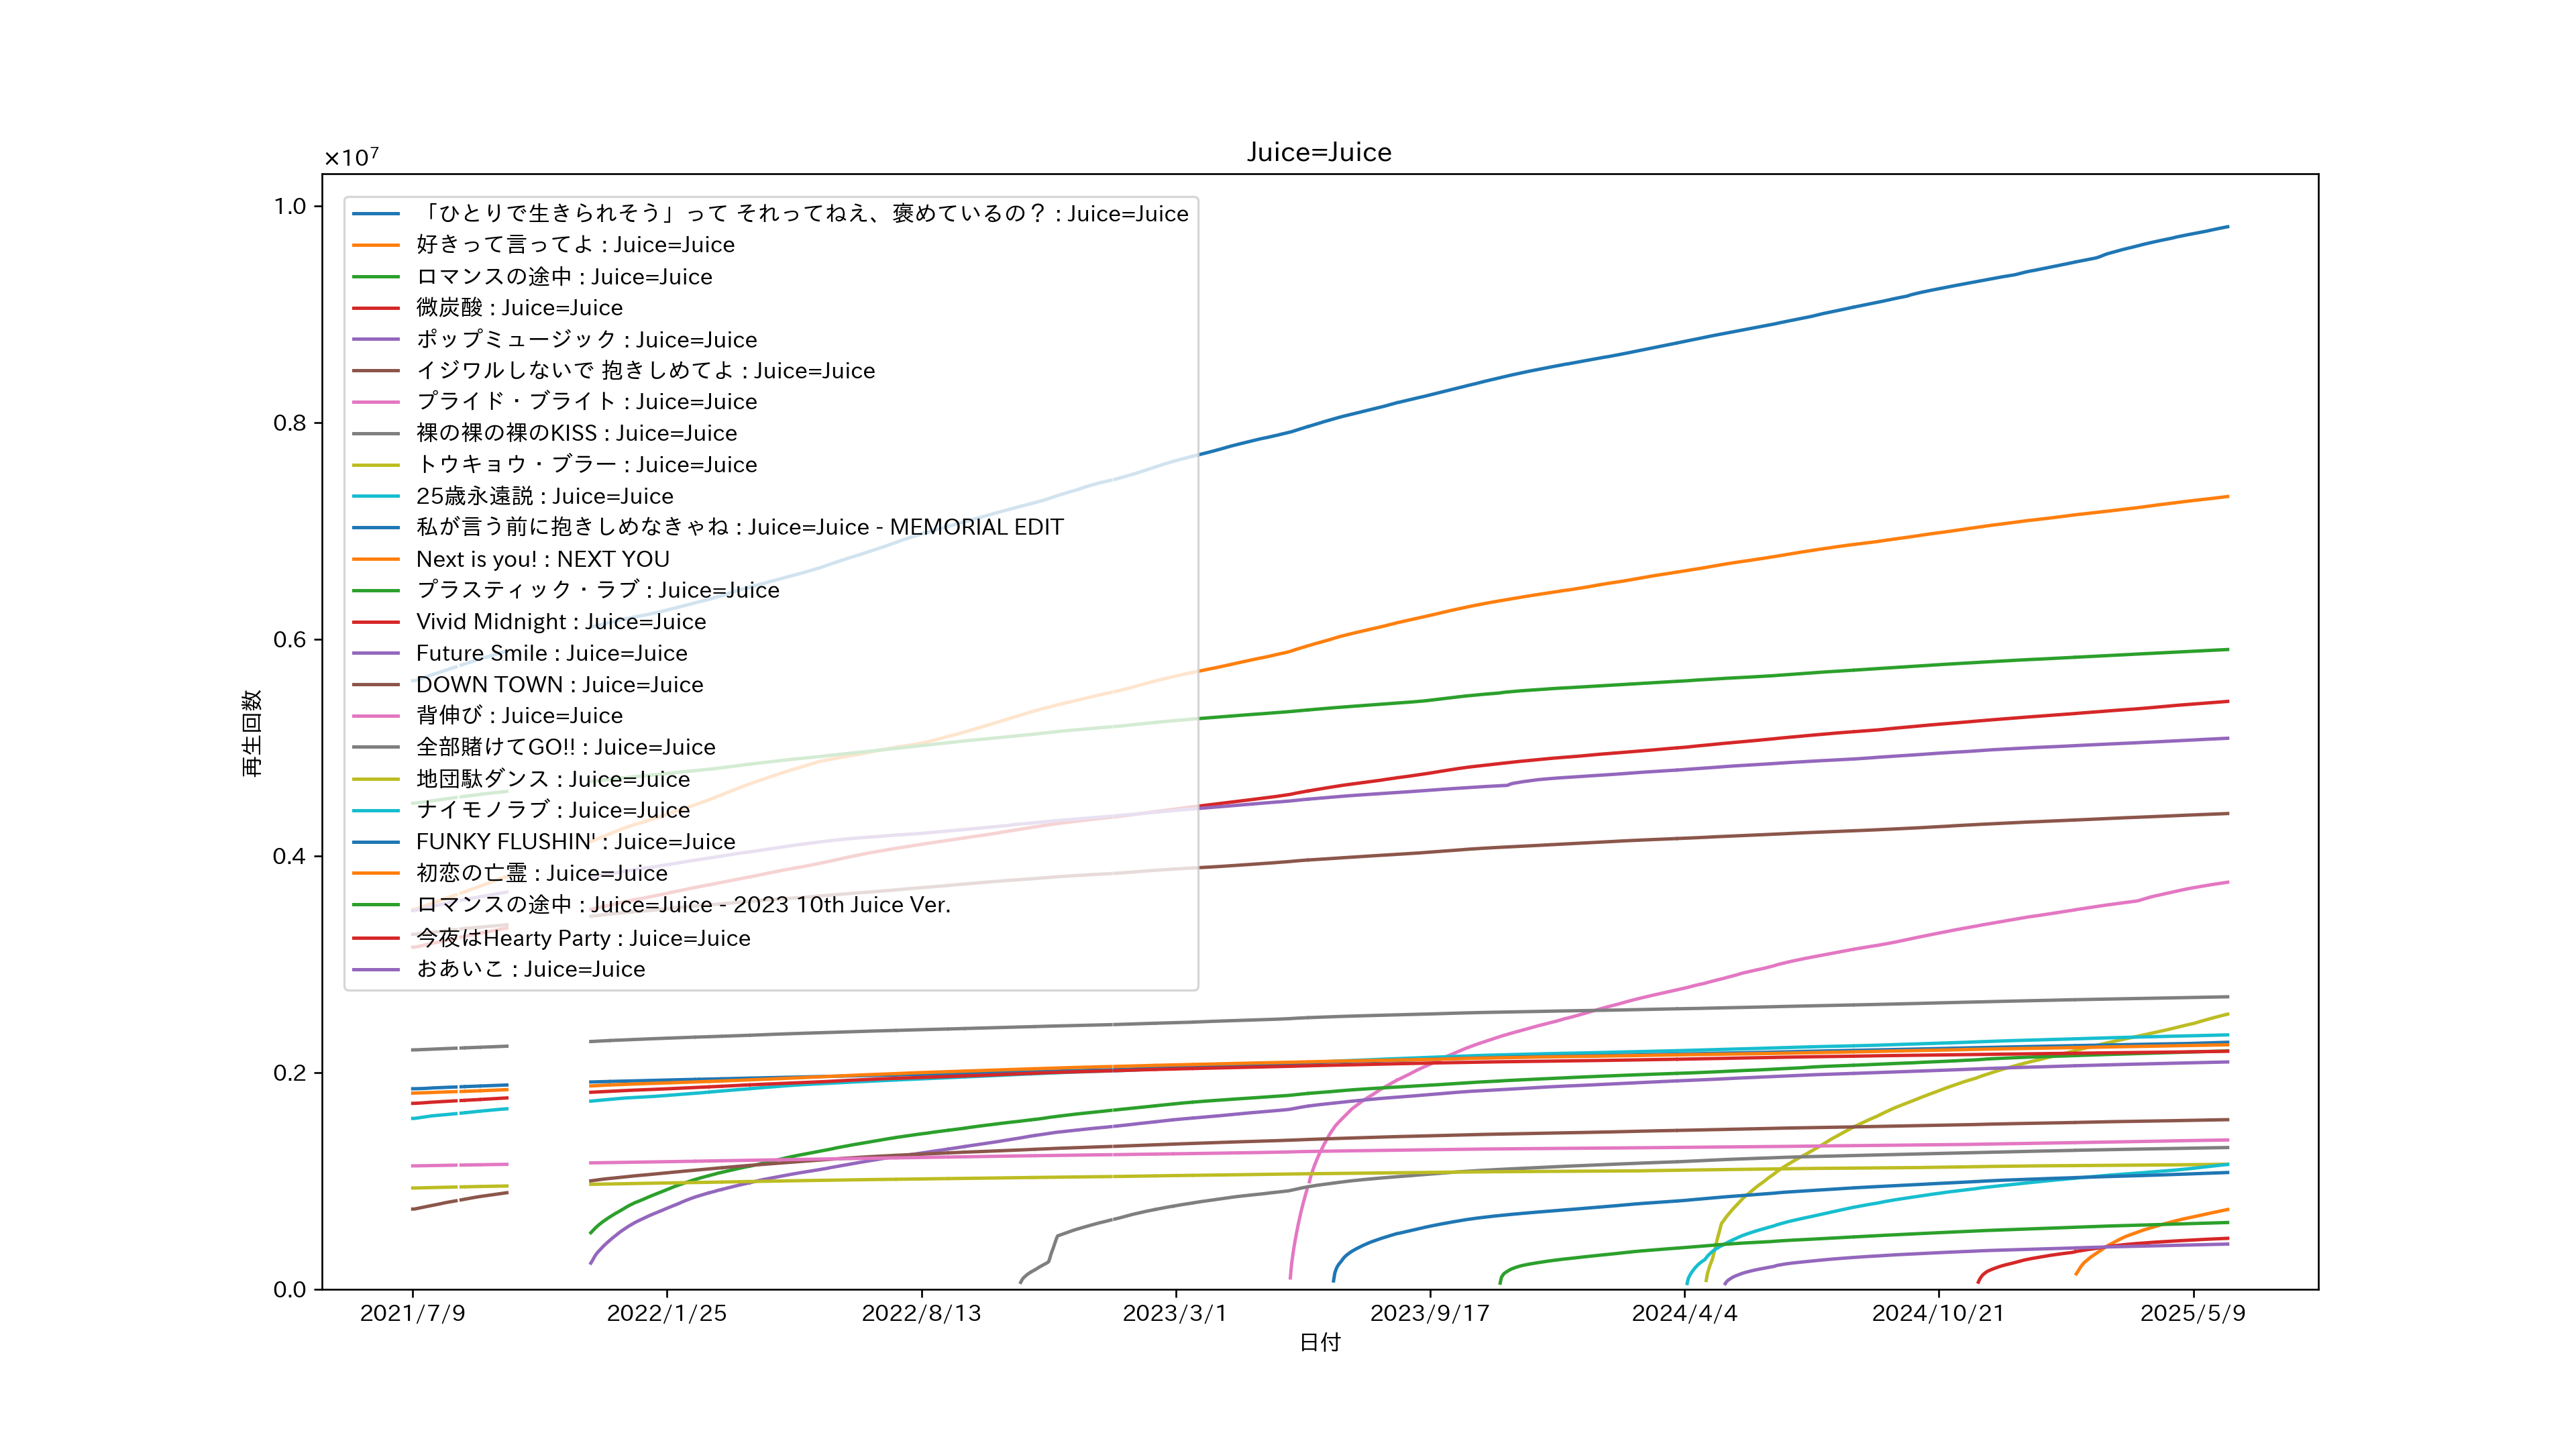 Juice=Juice
×10⁷
1.0
0.8
0.6
0.4
0.2
0.0
再生回数
「ひとりで生きられそう」って それってねえ、褒めているの？ : Juice=Juice
好きって言ってよ : Juice=Juice
ロマンスの途中 : Juice=Juice
微炭酸 : Juice=Juice
ポップミュージック : Juice=Juice
イジワルしないで 抱きしめてよ : Juice=Juice
プライド・ブライト : Juice=Juice
裸の裸の裸のKISS : Juice=Juice
トウキョウ・ブラー : Juice=Juice
25歳永遠説 : Juice=Juice
私が言う前に抱きしめなきゃね : Juice=Juice - MEMORIAL EDIT
Next is you! : NEXT YOU
プラスティック・ラブ : Juice=Juice
Vivid Midnight : Juice=Juice
Future Smile : Juice=Juice
DOWN TOWN : Juice=Juice
背伸び : Juice=Juice
全部賭けてGO!! : Juice=Juice
地団駄ダンス : Juice=Juice
ナイモノラブ : Juice=Juice
FUNKY FLUSHIN' : Juice=Juice
初恋の亡霊 : Juice=Juice
ロマンスの途中 : Juice=Juice - 2023 10th Juice Ver.
今夜はHearty Party : Juice=Juice
おあいこ : Juice=Juice
2021/7/9
2022/1/25
2022/8/13
2023/3/1
2023/9/17
2024/4/4
2024/10/21
2025/5/9
日付